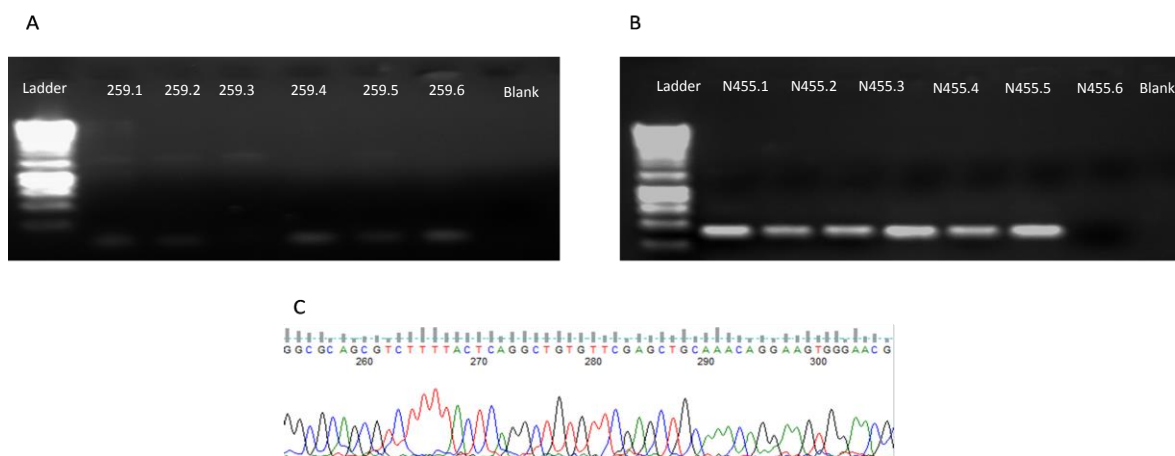 A
B
Ladder 259.1 259.2 259.3 259.4 259.5 259.6 Blank
Ladder N455.1 N455.2 N455.3 N455.4 N455.5 N455.6 Blank
C
GGCGCAGCGTCTTTTACTCAGGCTGTGTTCGAGCTGCAAACAGGAAGTGGGAACG
260 270 280 290 300